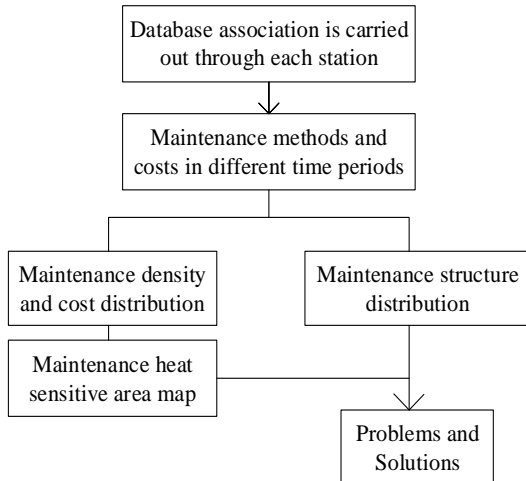 Database association is carried
out through each station
Maintenance methods and
costs in different time periods
Maintenance density
and cost distribution
Maintenance structure
distribution
Maintenance heat
sensitive area map
Problems and
Solutions